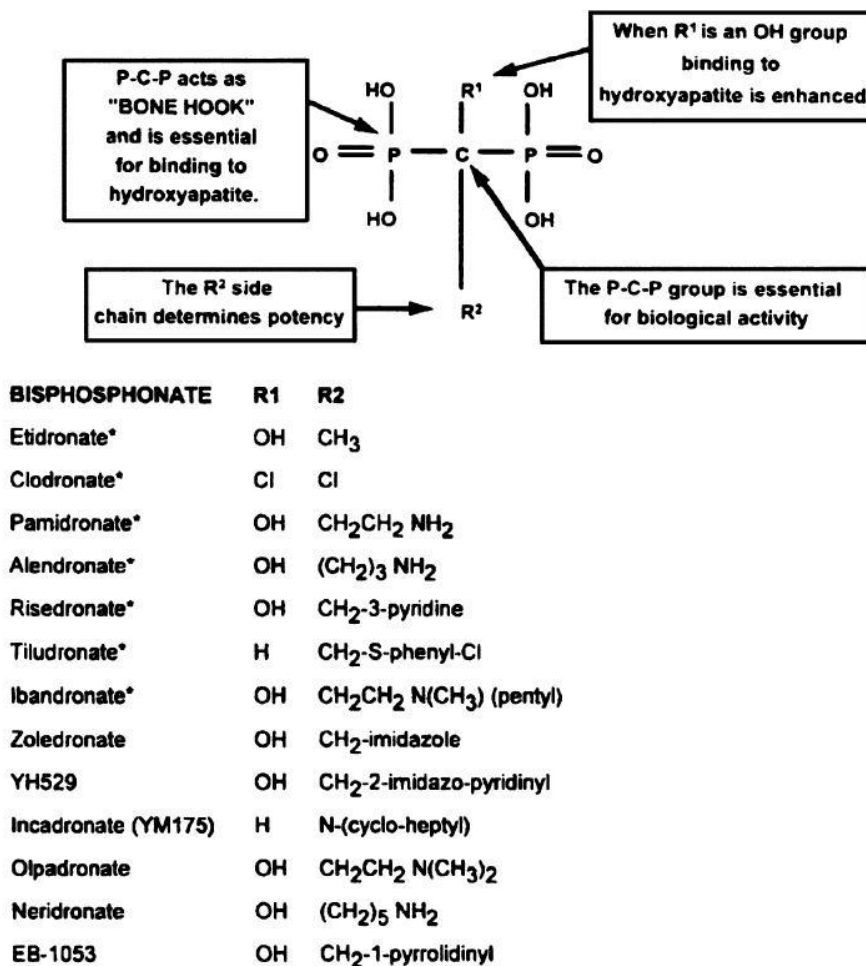 P-C-P acts as
"BONE HOOK"
and is essential
for binding to
hydroxyapatite.
When R¹ is an OH group
binding to
hydroxyapatite is enhanced
HO R¹ OH
O P C P O
HO OH
R²
The R² side
chain determines potency
The P-C-P group is essential
for biological activity
BISPHOSPHONATE R1 R2
Etidronate* OH CH₃
Clodronate* Cl Cl
Pamidronate* OH CH₂CH₂ NH₂
Alendronate* OH (CH₂)₃ NH₂
Risedronate* OH CH₂-3-pyridine
Tiludronate* H CH₂-S-phenyl-Cl
Ibandronate* OH CH₂CH₂ N(CH₃) (pentyl)
Zoledronate OH CH₂-imidazole
YH529 OH CH₂-2-imidazo-pyridinyl
Incadronate (YM175) H N-(cyclo-heptyl)
Olpadronate OH CH₂CH₂ N(CH₃)₂
Neridronate OH (CH₂)₅ NH₂
EB-1053 OH CH₂-1-pyrrolidinyl